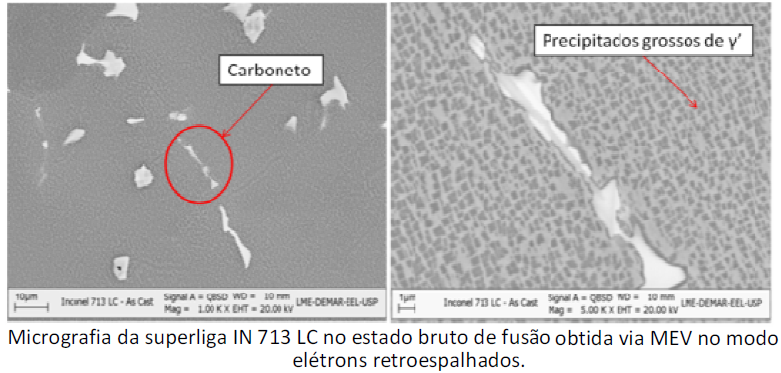 Carboneto
Precipitados grossos de γ’
10µm
Inconel 713 LC - As Cast
Signal A = QBSD WD = 10 mm
Mag = 1.00 K X EHT = 20.00 kV
LME-DEMAR-EEL-USP
1µm
Inconel 713 LC - As Cast
Signal A = QBSD WD = 10 mm
Mag = 5.00 K X EHT = 20.00 kV
LME-DEMAR-EEL-USP
Micrografia da superliga IN 713 LC no estado bruto de fusão obtida via MEV no modo
elétrons retroespalhados.